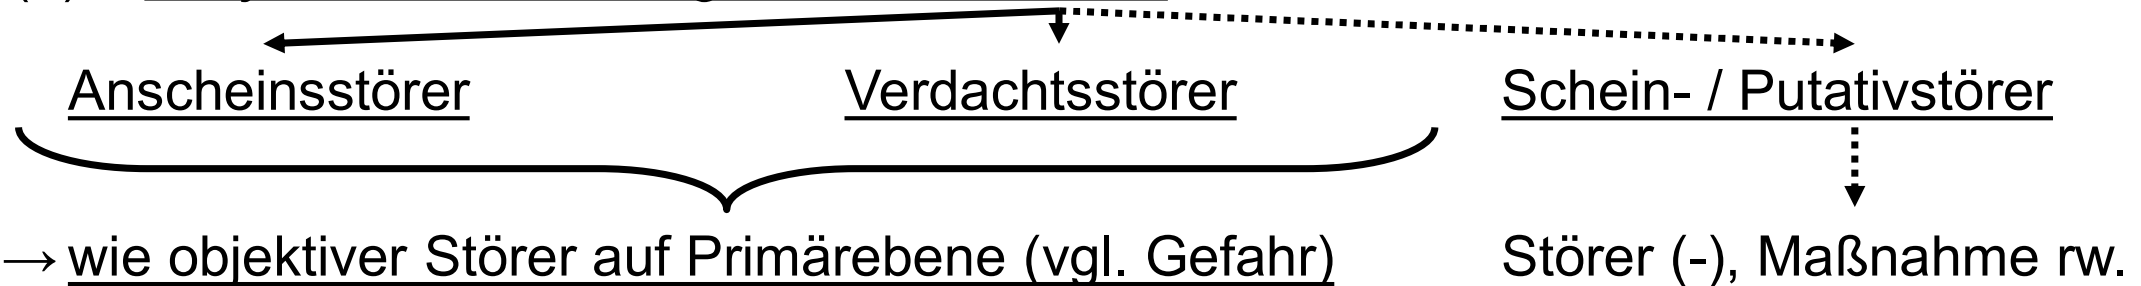 Anscheinsstörer Verdachtsstörer Schein- / Putativstörer
→ wie objektiver Störer auf Primärebene (vgl. Gefahr) Störer (-), Maßnahme rw.